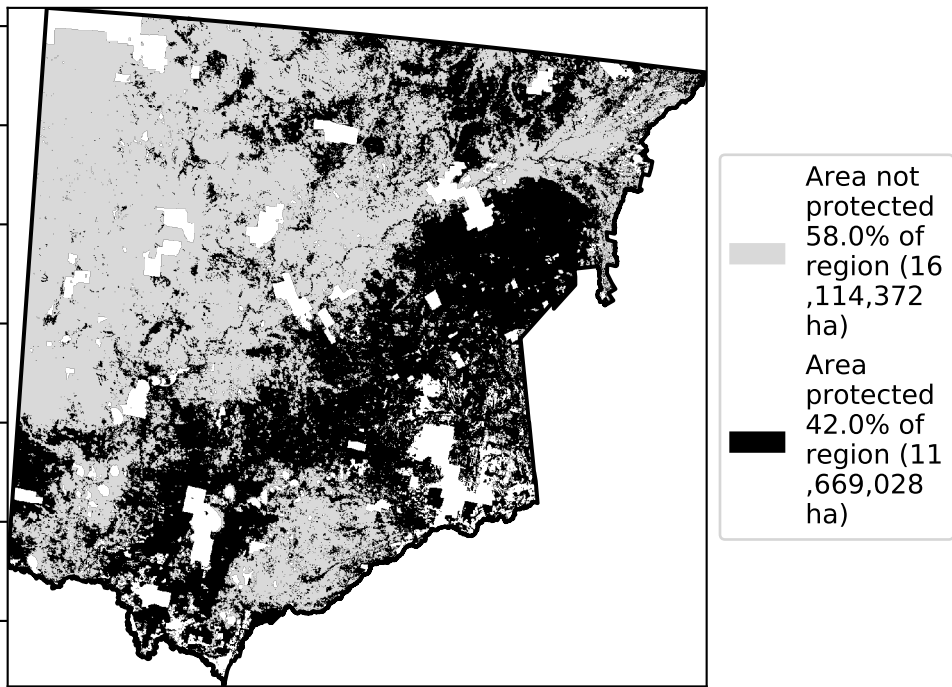 Area not
protected
58.0% of
region (16
,114,372
ha)
Area
protected
42.0% of
region (11
,669,028
ha)